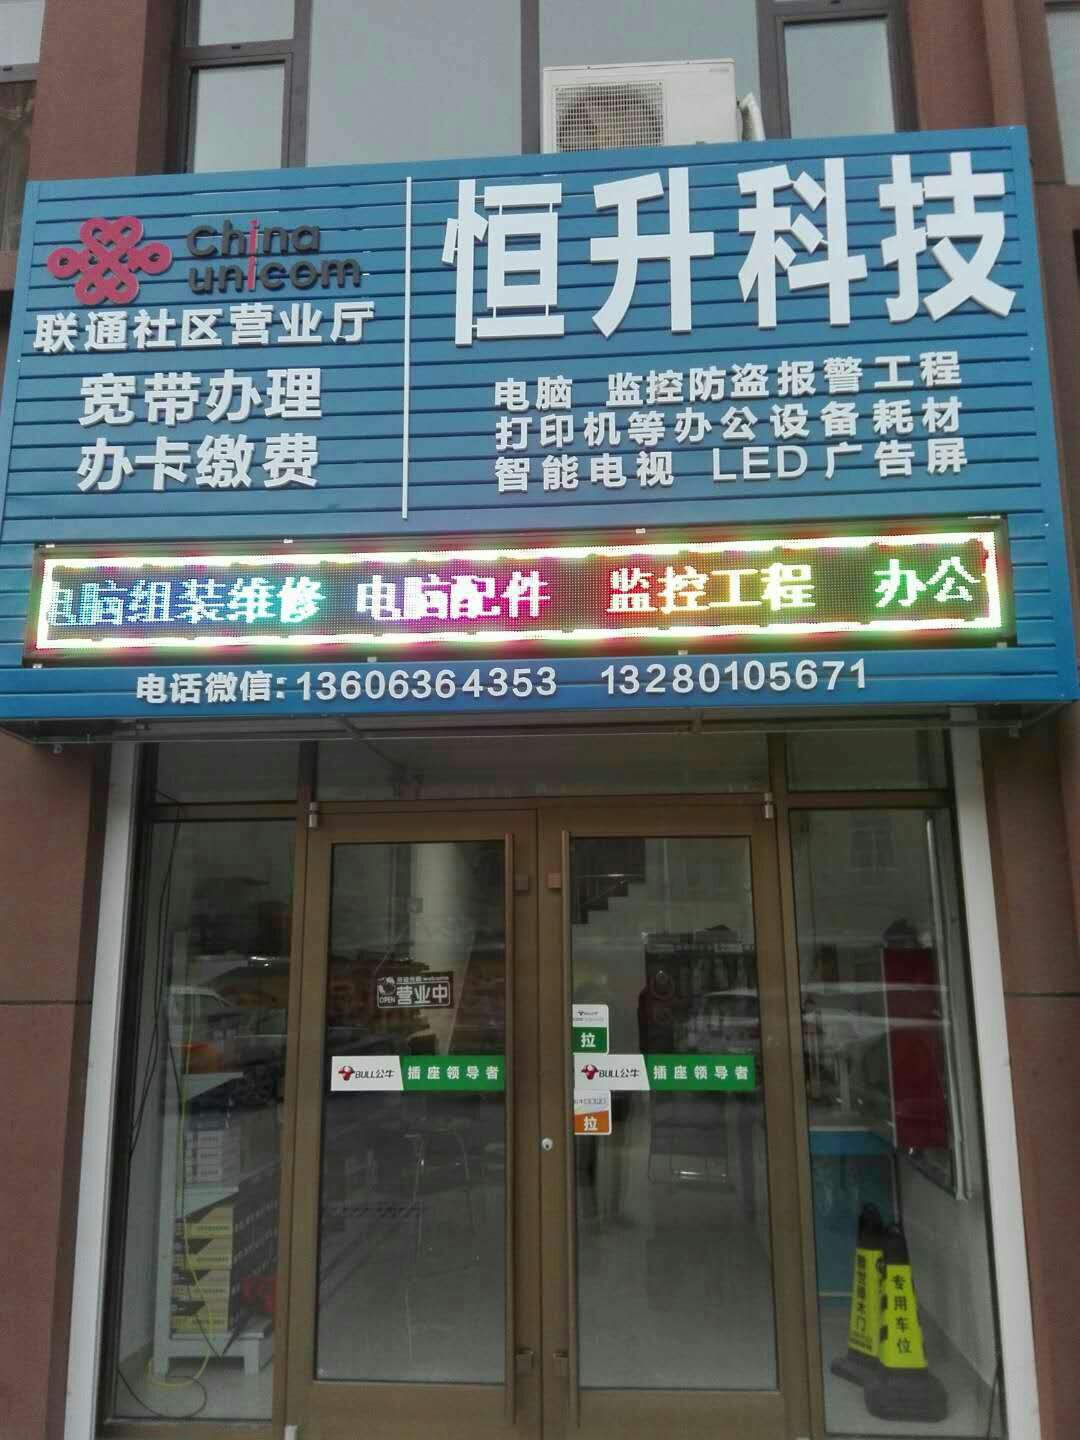 China
unicom
联通社区营业厅
宽带办理
办卡缴费
恒升科技
电脑 监控防盗报警工程
打印机等办公设备耗材
智能电视 LED广告屏
电脑组装维修 电脑配件 监控工程 办公
电话微信:13606364353 13280105671
welcome
OPEN 营业中
BULL公牛 插座领导者
拉
BULL公牛 插座领导者
拉
专用车位